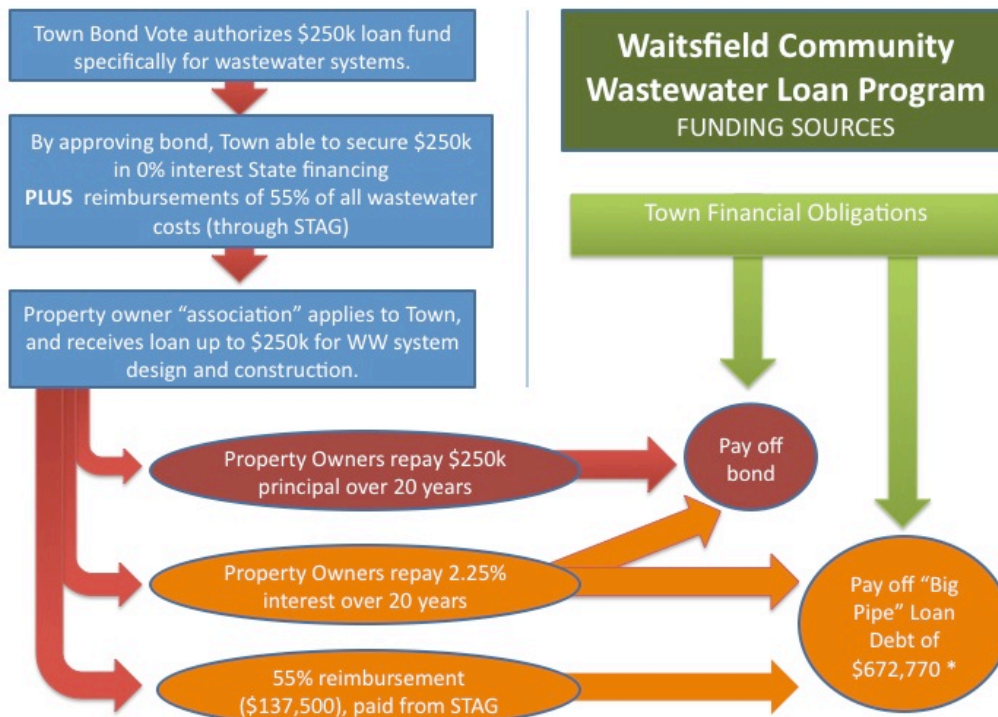 Town Bond Vote authorizes $250k loan fund
specifically for wastewater systems.
By approving bond, Town able to secure $250k
in 0% interest State financing
PLUS reimbursements of 55% of all wastewater
costs (through STAG)
Property owner “association” applies to Town,
and receives loan up to $250k for WW system
design and construction.
Waitsfield Community
Wastewater Loan Program
FUNDING SOURCES
Town Financial Obligations
Property Owners repay $250k
principal over 20 years
Pay off
bond
Property Owners repay 2.25%
interest over 20 years
Pay off “Big
Pipe” Loan
Debt of
$672,770 *
55% reimbursement
($137,500), paid from STAG